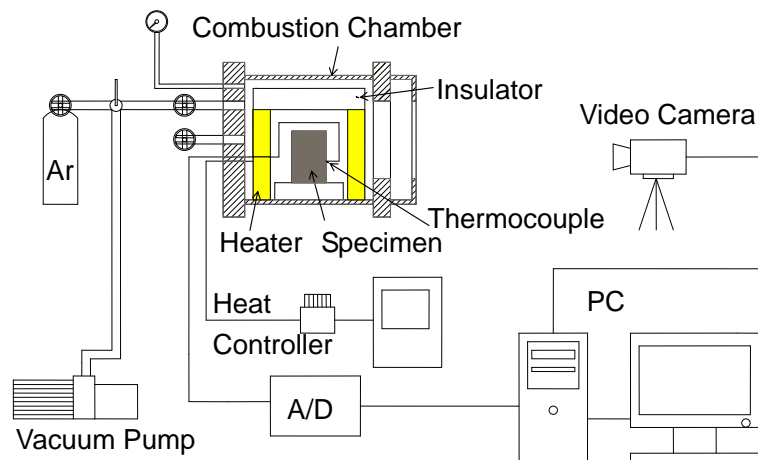 Combustion Chamber
Insulator
Video Camera
Ar
Thermocouple
Heater
Specimen
Heat
Controller
PC
A/D
Vacuum Pump